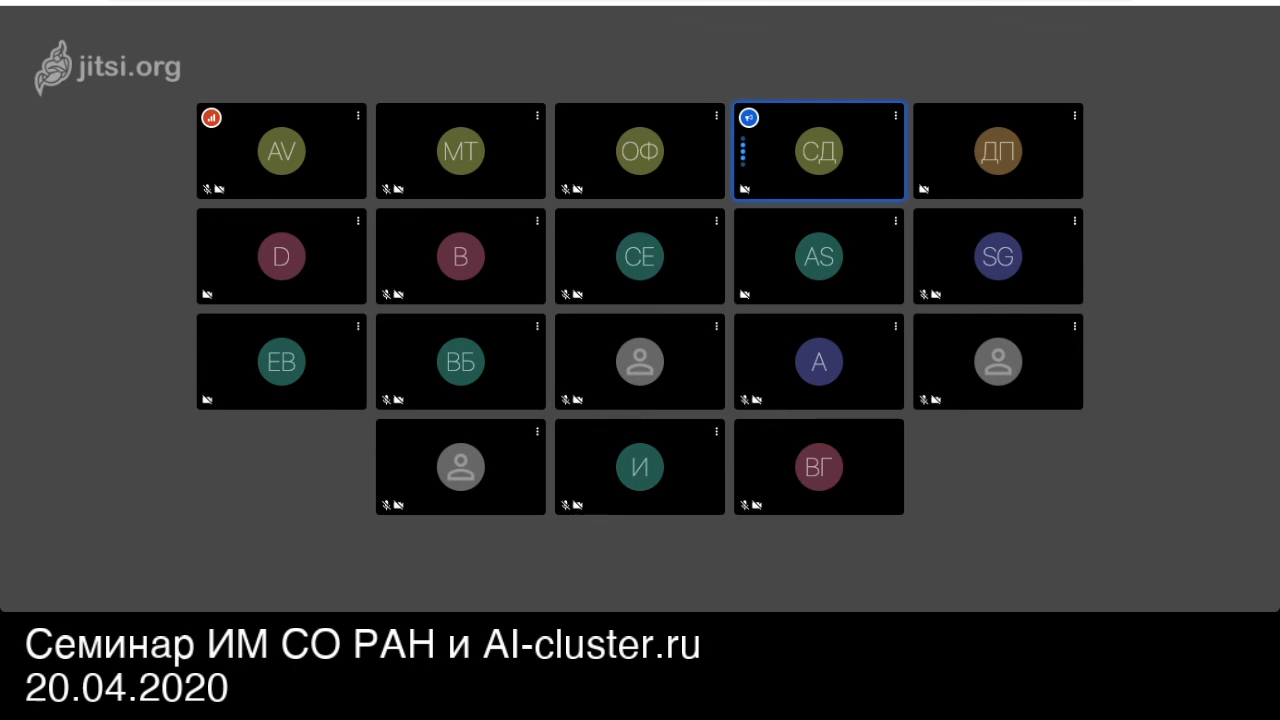 jitsi.org
AV
МТ
ОФ
СД
ДП
D
B
CE
AS
SG
EB
ВБ
A
И
ВГ
Семинар ИМ СО РАН и AI-cluster.ru
20.04.2020